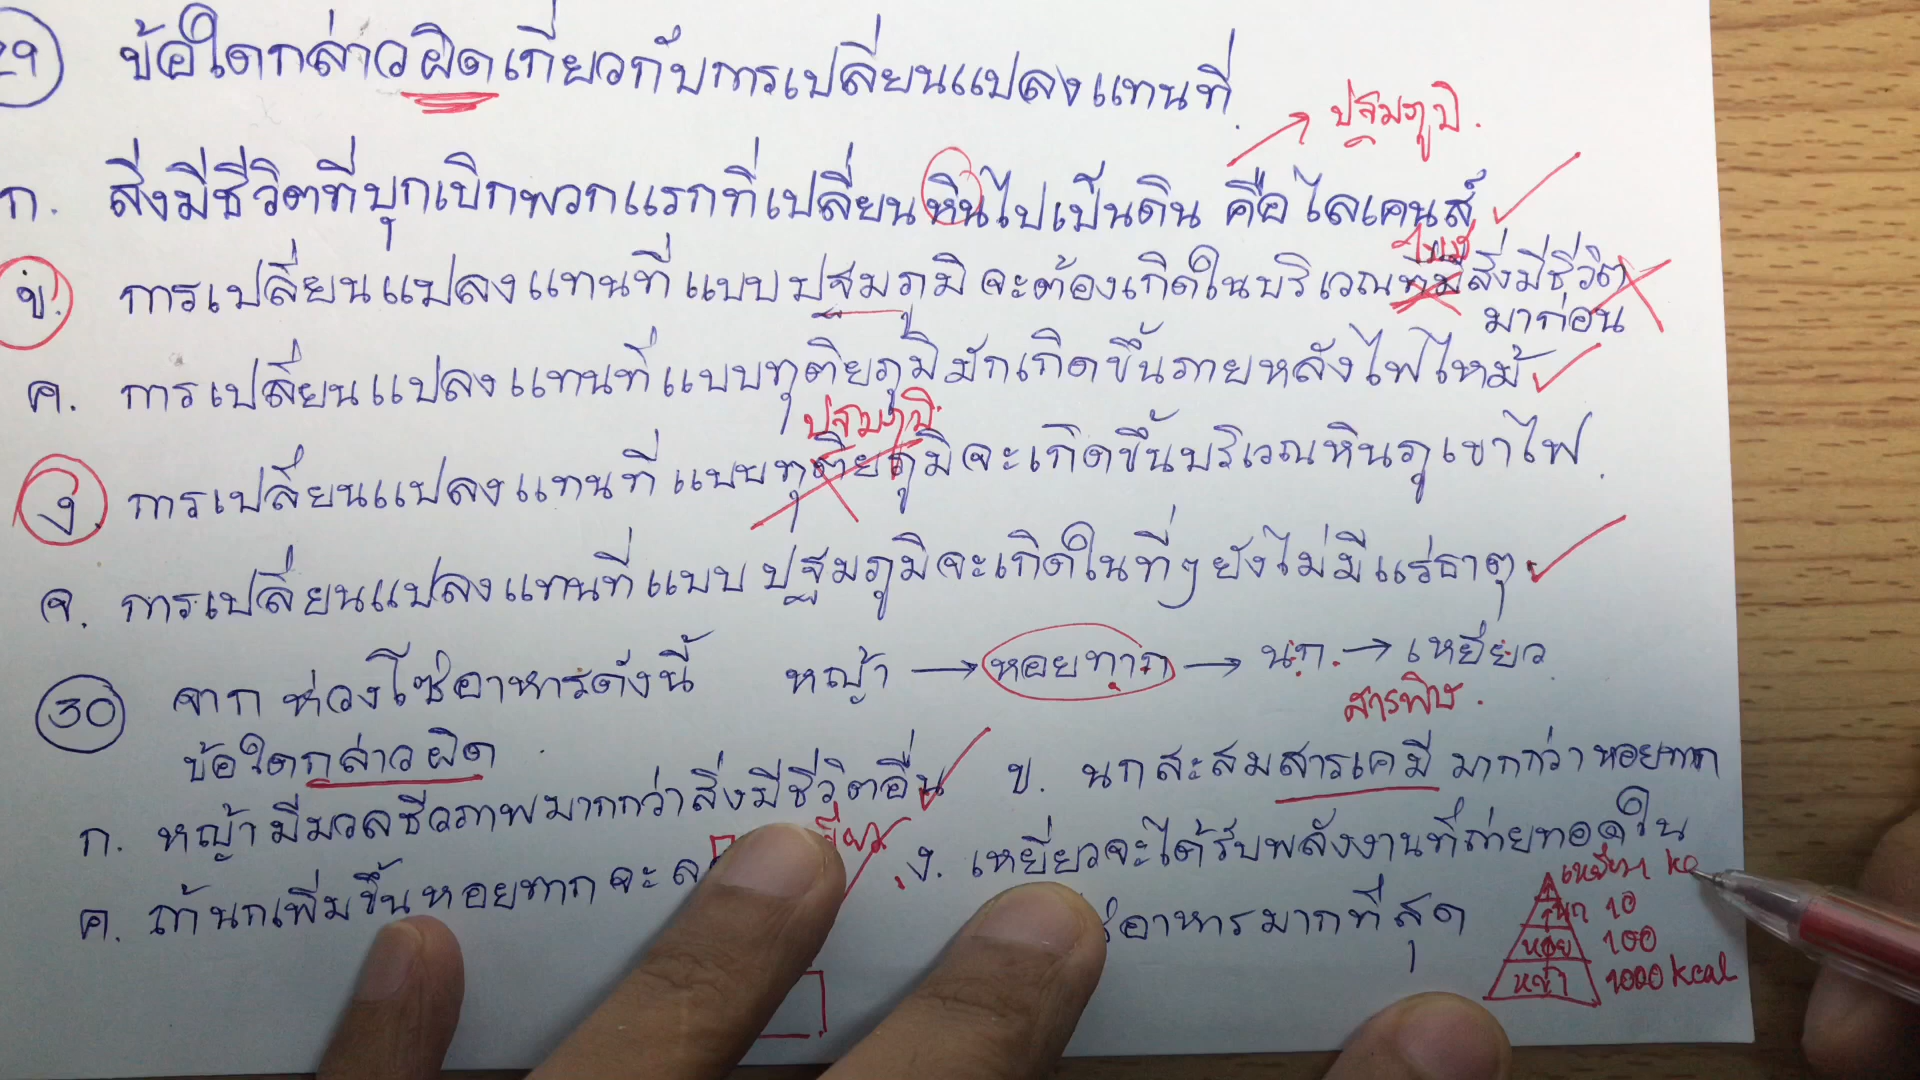 29 ข้อใดกล่าวผิดเกี่ยวกับการเปลี่ยนแปลงแทนที่
ปฐมภูมิ.
ก. สิ่งมีชีวิตที่บุกเบิกพวกแรกที่เปลี่ยนหินไปเป็นดิน คือไลเคนส์
ไม่มี
ข. การเปลี่ยนแปลงแทนที่แบบปฐมภูมิจะต้องเกิดในบริเวณที่มีสิ่งมีชีวิต
มาก่อน
ค. การเปลี่ยนแปลงแทนที่แบบทุติยภูมิมักเกิดขึ้นภายหลังไฟไหม้
ปฐมภูมิ
ง. การเปลี่ยนแปลงแทนที่แบบทุติยภูมิจะเกิดขึ้นบริเวณหินภูเขาไฟ.
จ. การเปลี่ยนแปลงแทนที่แบบปฐมภูมิจะเกิดในที่ๆยังไม่มีแร่ธาตุ
30 จากห่วงโซ่อาหารดังนี้ หญ้า → หอยทาก → นก → เหยี่ยว
สารพิษ.
ข้อใดกล่าวผิด
ก. หญ้ามีมวลชีวภาพมากกว่าสิ่งมีชีวิตอื่น ข. นกสะสมสารเคมี มากกว่าหอยทาก
ค. ถ้านกเพิ่มขึ้นหอยทากจะ ง. เหยี่ยวจะได้รับพลังงานที่ถ่ายทอดใน
อาหารมากที่สุด
เหยี่ยว
นก 10
หอย 100
หญ้า 1000 kcal